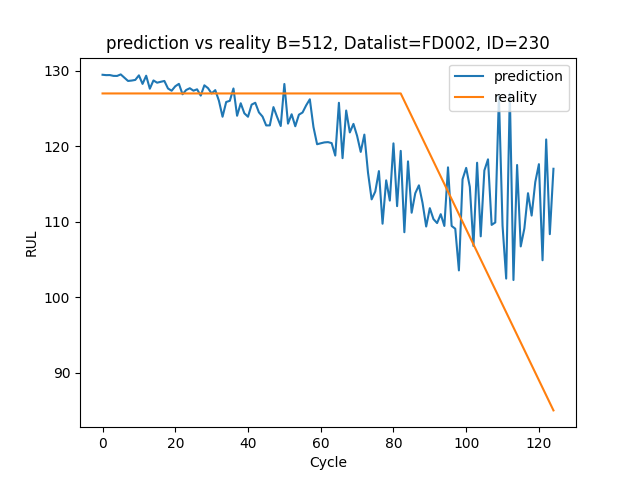 prediction vs reality B=512, Datalist=FD002, ID=230
prediction
reality
130
120
110
100
90
RUL
0 20 40 60 80 100 120
Cycle